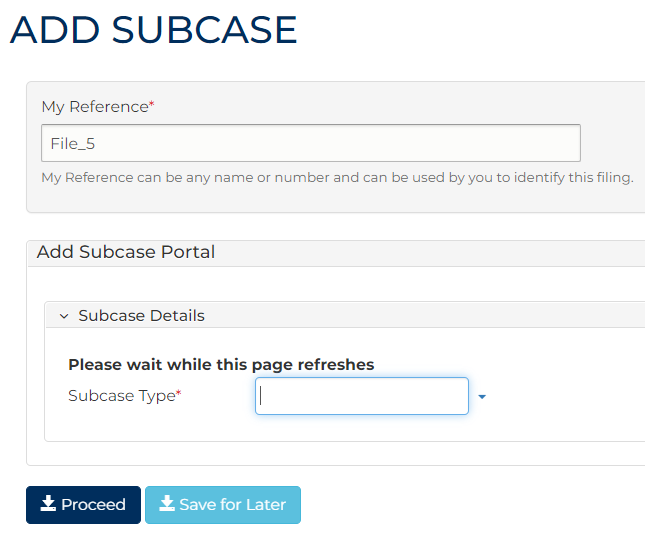 ADD SUBCASE
My Reference*
File_5
My Reference can be any name or number and can be used by you to identify this filing.
Add Subcase Portal
Subcase Details
Please wait while this page refreshes
Subcase Type*
Proceed
Save for Later